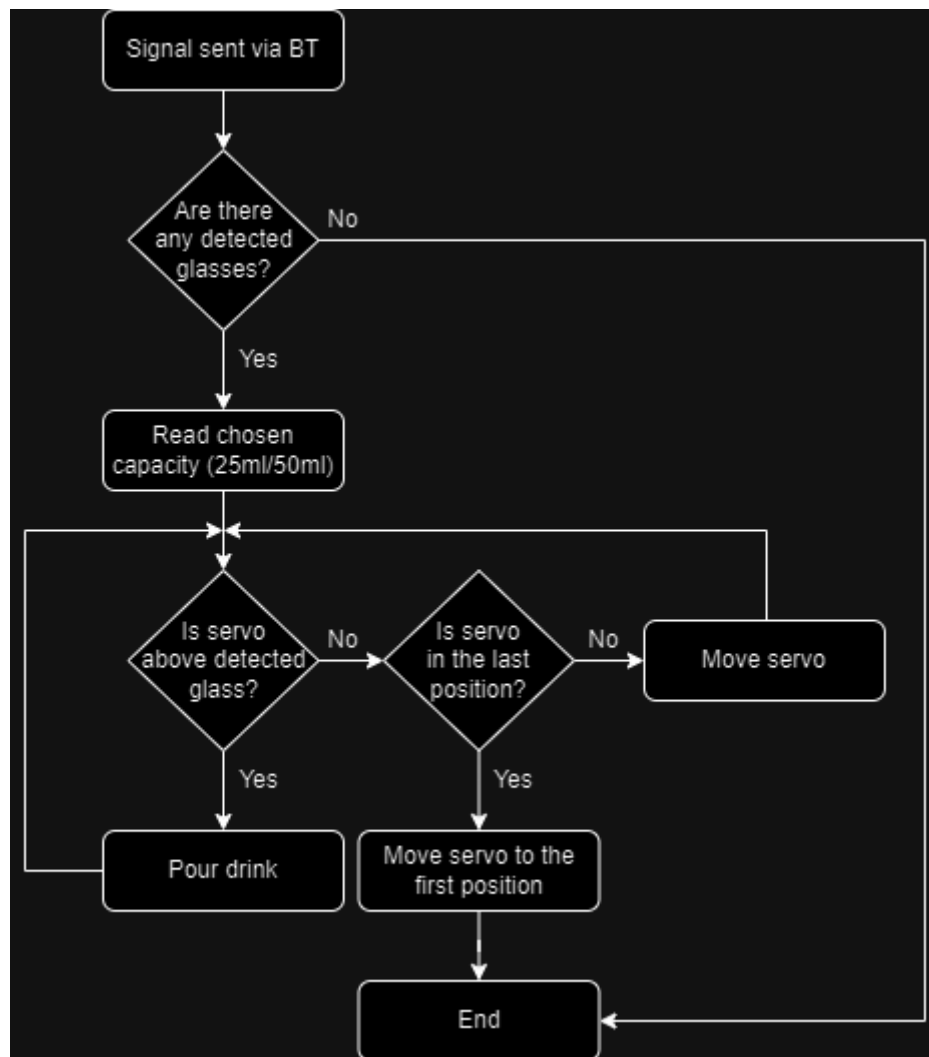 Signal sent via BT
Are there
any detected
glasses?
No
Yes
Read chosen
capacity (25ml/50ml)
Is servo
above detected
glass?
No
Is servo
in the last
position?
No
Move servo
Yes
Yes
Pour drink
Move servo to the
first position
End